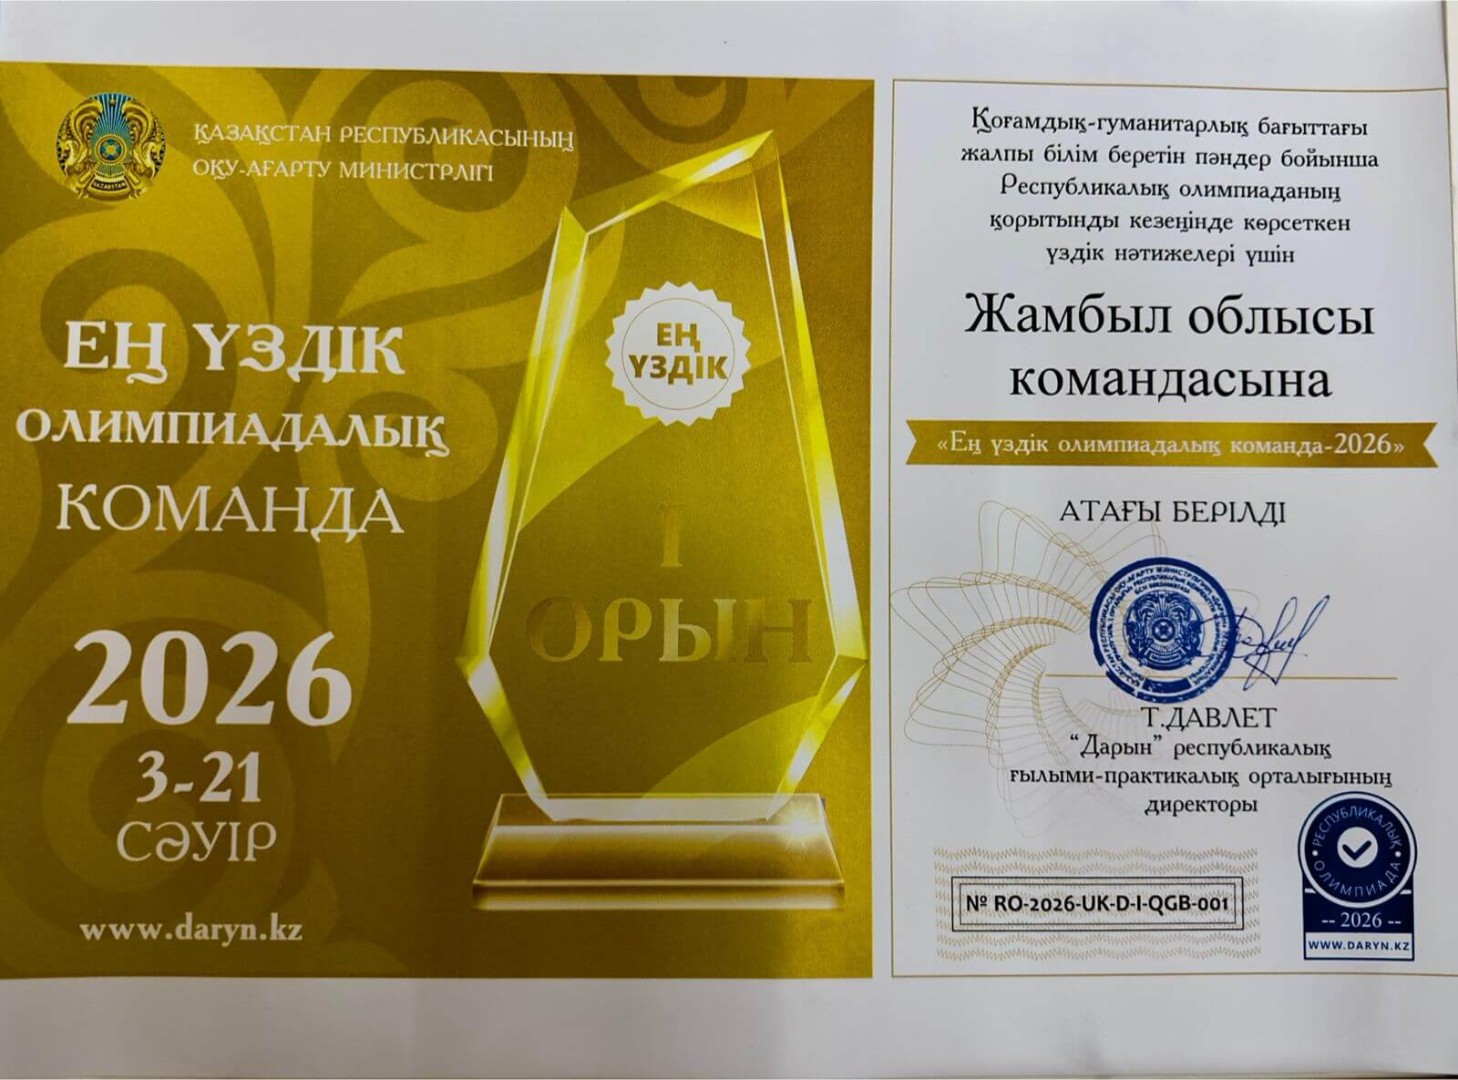 ҚАЗАҚСТАН РЕСПУБЛИКАСЫНЫҢ
ОҚУ-АҒАРТУ МИНИСТРЛІГІ
ЕҢ ҮЗДІК
ОЛИМПИАДАЛЫҚ
КОМАНДА
2026
3-21
СӘУІР
www.daryn.kz
ЕҢ
ҮЗДІК
I
ОРЫН
Қоғамдық-гуманитарлық бағыттағы
жалпы білім беретін пәндер бойынша
Республикалық олимпиаданың
қорытынды кезеңінде көрсеткен
үздік нәтижелері үшін
Жамбыл облысы
командасына
«Ең үздік олимпиадалық команда-2026»
АТАҒЫ БЕРІЛДІ
Т.ДАВЛЕТ
“Дарын” республикалық
ғылыми-практикалық орталығының
директоры
№ RO-2026-UK-D-I-QGB-001
РЕСПУБЛИКАЛЫҚ
ОЛИМПИАДА
-- 2026 --
WWW.DARYN.KZ